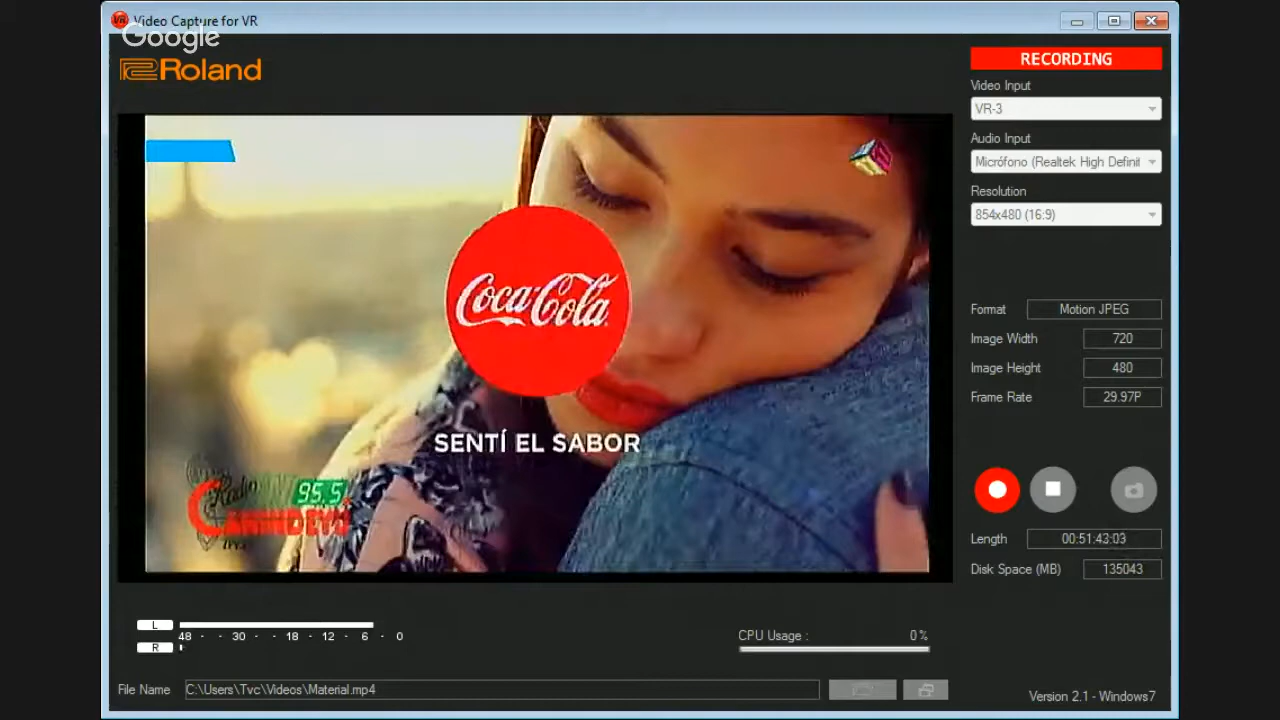 VR
Video Capture for VR
Google
Roland
RECORDING
Video Input
VR-3
Audio Input
Micrófono (Realtek High Definit
Resolution
854x480 (16:9)
Coca-Cola
SENTÍ EL SABOR
Radio
95.5
Format
Motion JPEG
Image Width
720
Image Height
480
Frame Rate
29.97P
Length
00:51:43:03
Disk Space (MB)
135043
L
48 - - 30 - - 18 - 12 - 6 - 0
R
CPU Usage :
0 %
File Name
C:\Users\Tvc\Videos\Material.mp4
Version 2.1 - Windows7